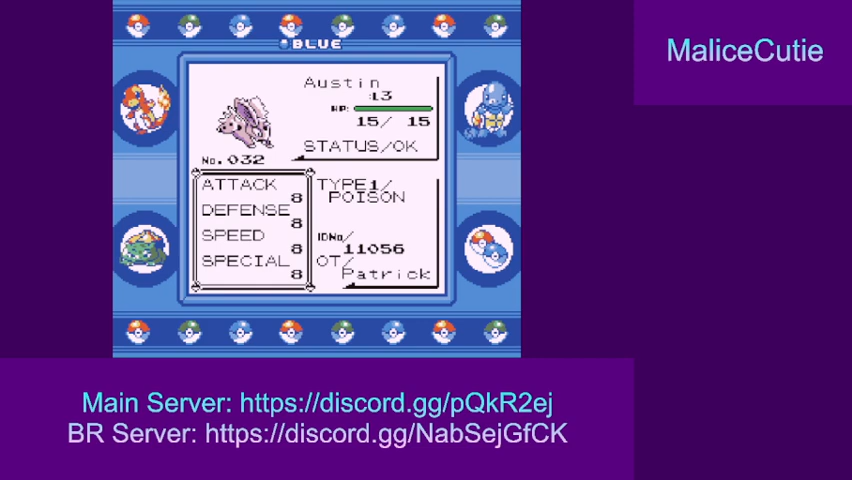 BLUE
MaliceCutie
Austin
:L3
HP:
15/ 15
STATUS/OK
No.032
ATTACK
8
DEFENSE
8
SPEED
8
SPECIAL
8
TYPE1/
POISON
IDNo/
11056
OT/
Patrick
Main Server: https://discord.gg/pQkR2ej
BR Server: https://discord.gg/NabSejGfCK